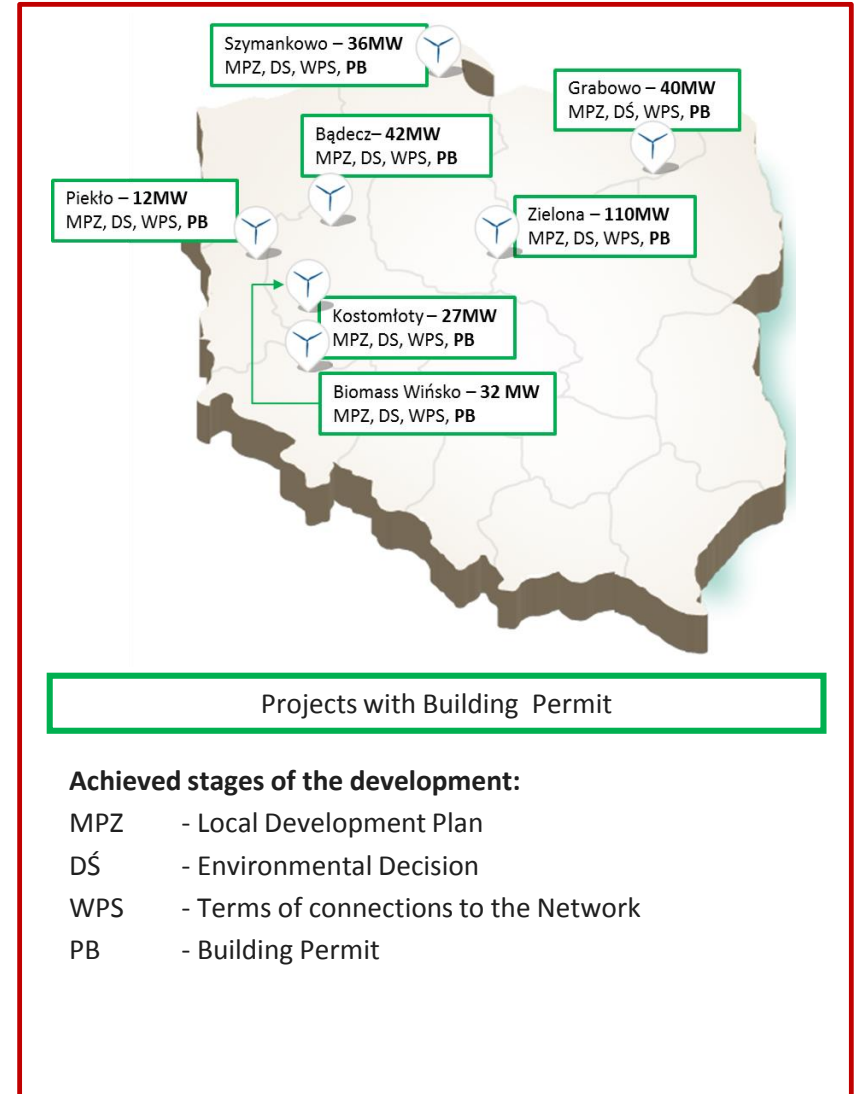 Szymankowo – 36MW
MPZ, DS, WPS, PB
Grabowo – 40MW
MPZ, DŚ, WPS, PB
Bądecz– 42MW
MPZ, DS, WPS, PB
Piekło – 12MW
MPZ, DS, WPS, PB
Zielona – 110MW
MPZ, DS, WPS, PB
Kostomłoty – 27MW
MPZ, DS, WPS, PB
Biomass Wińsko – 32 MW
MPZ, DS, WPS, PB
Projects with Building Permit
Achieved stages of the development:
MPZ - Local Development Plan
DŚ - Environmental Decision
WPS - Terms of connections to the Network
PB - Building Permit